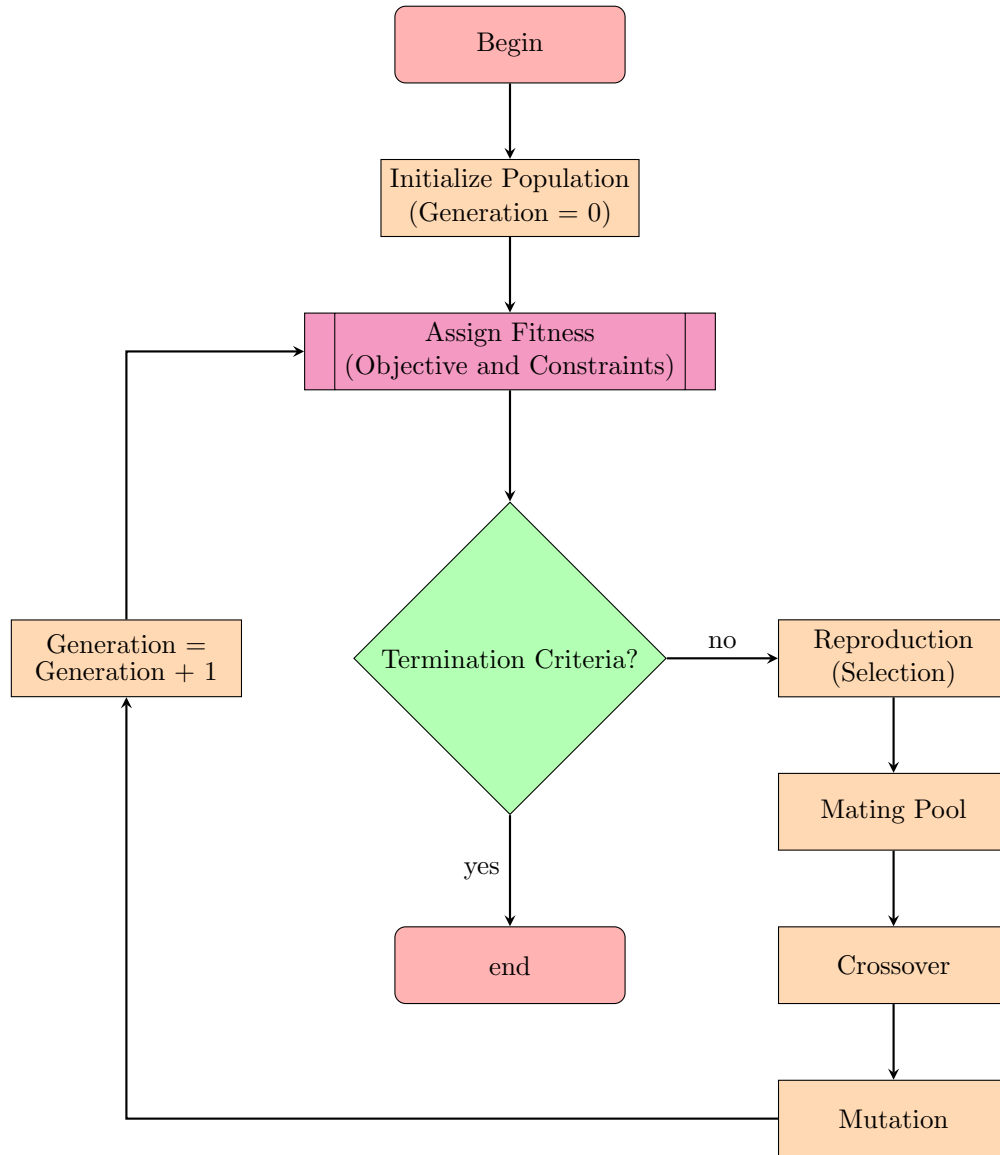 Begin
Initialize Population
(Generation = 0)
Assign Fitness
(Objective and Constraints)
Generation =
Generation + 1
Termination Criteria?
no
Reproduction
(Selection)
Mating Pool
yes
end
Crossover
Mutation